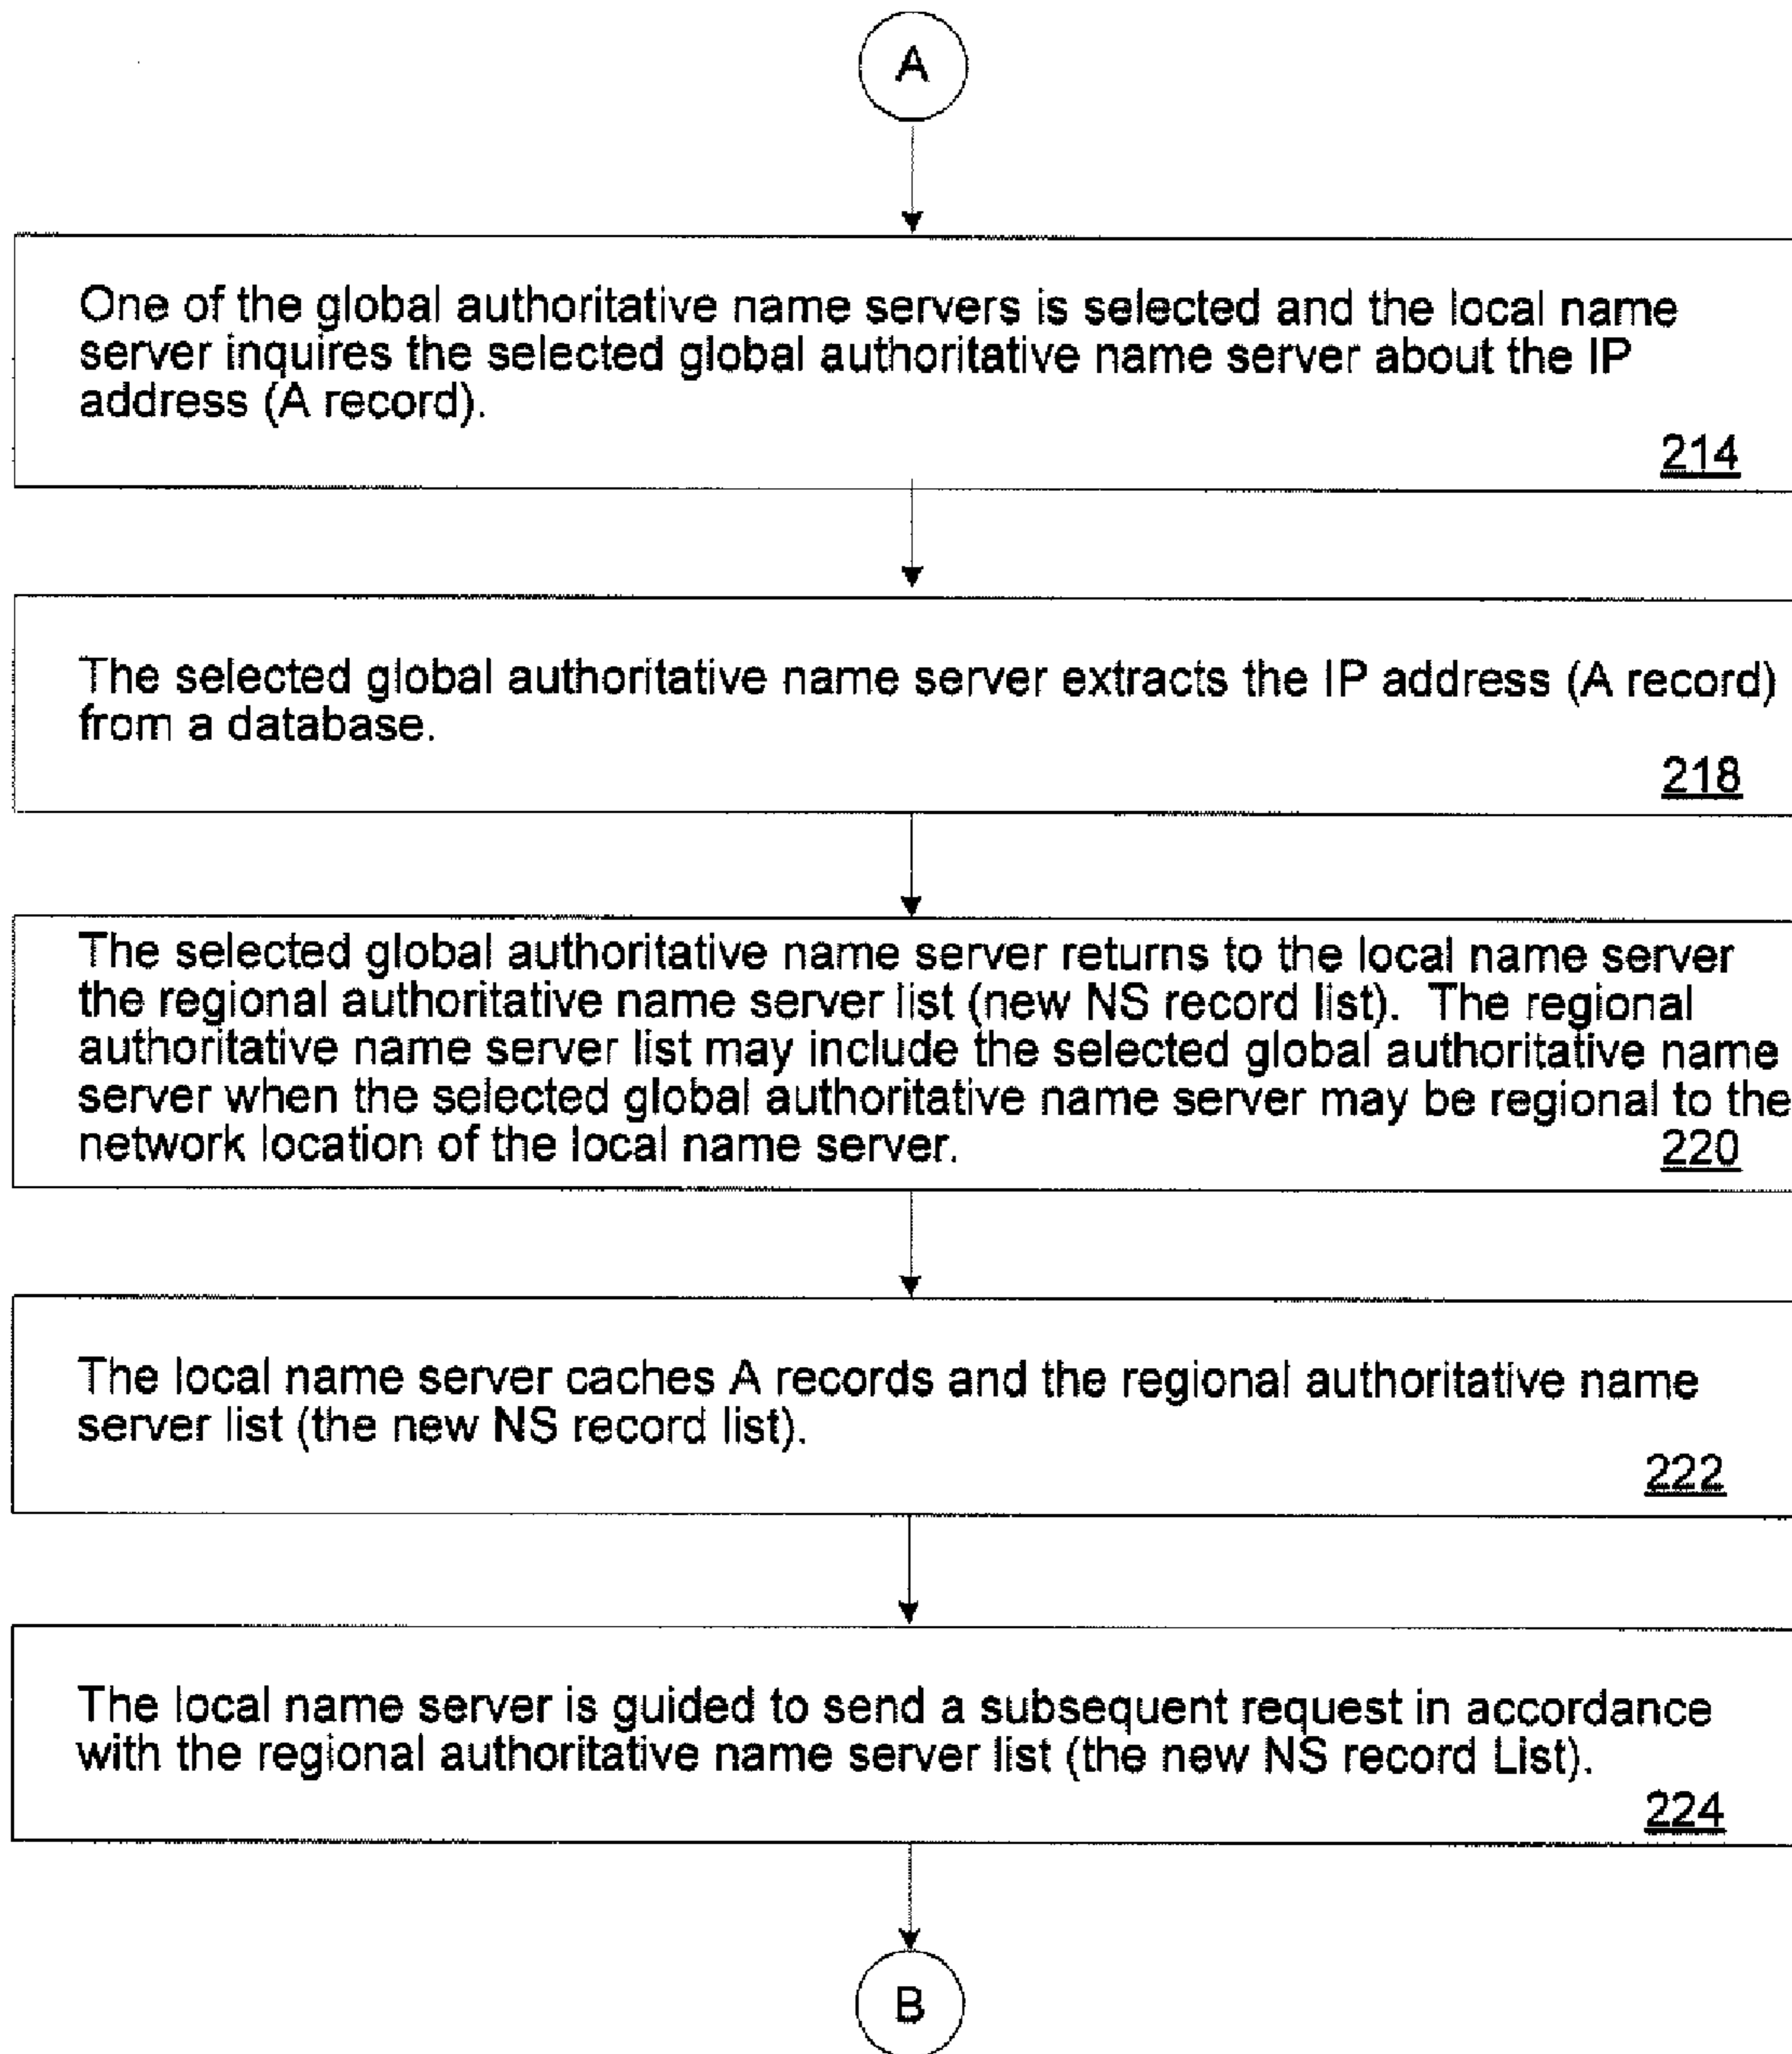 A
One of the global authoritative name servers is selected and the local name
server inquires the selected global authoritative name server about the IP
address (A record).
214
The selected global authoritative name server extracts the IP address (A record)
from a database.
218
The selected global authoritative name server returns to the local name server
the regional authoritative name server list (new NS record list).  The regional
authoritative name server list may include the selected global authoritative name
server when the selected global authoritative name server may be regional to the
network location of the local name server.
220
The local name server caches A records and the regional authoritative name
server list (the new NS record list).
222
The local name server is guided to send a subsequent request in accordance
with the regional authoritative name server list (the new NS record List).
224
B